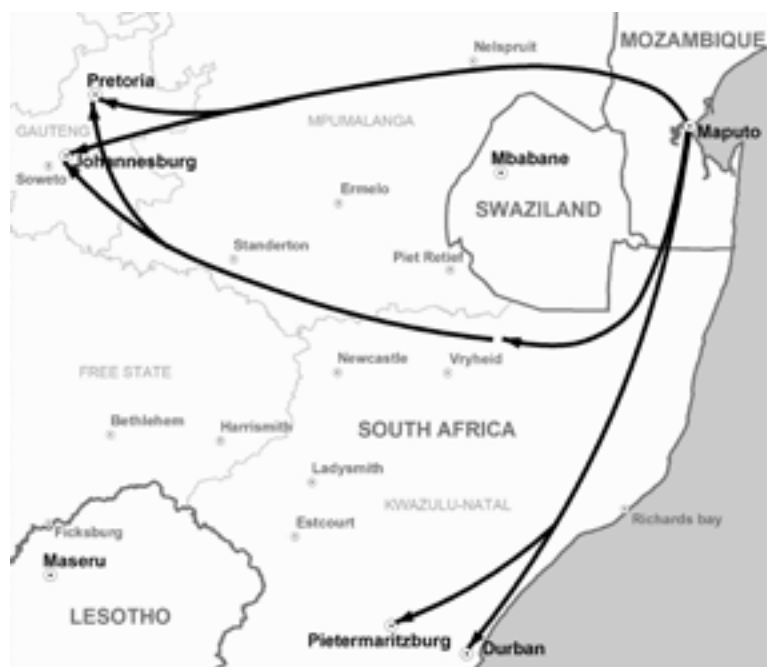 MOZAMBIQUE
Nelspruit
Pretoria
MPUMALANGA
GAUTENG
Maputo
Johannesburg
Mbabane
Soweto
Ermelo
SWAZILAND
Standerton
Piet Retief
Newcastle
Vryheid
FREE STATE
Bethlehem
Harrismith
SOUTH AFRICA
Ladysmith
KWAZULU-NATAL
Richards bay
Estcourt
Ficksburg
Maseru
LESOTHO
Pietermaritzburg
Durban